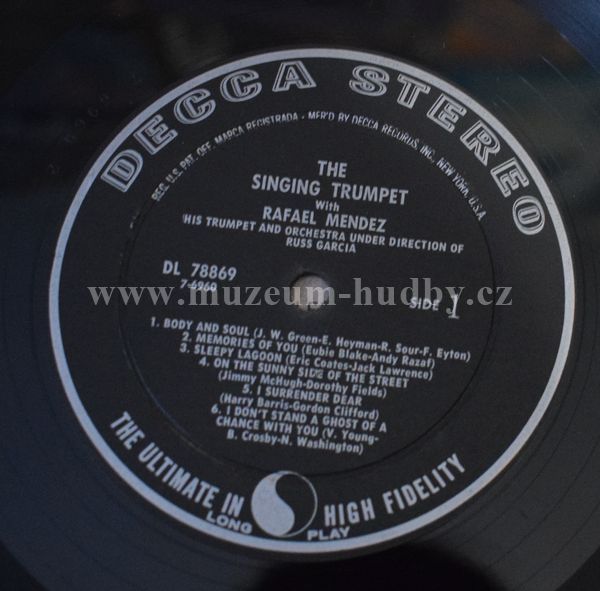 DECCA STEREO
REG. U.S. PAT. OFF. MARCA REGISTRADA - MF'D BY DECCA RECORDS, INC., NEW YORK, U.S.A.
THE
SINGING TRUMPET
With
RAFAEL MENDEZ
HIS TRUMPET AND ORCHESTRA UNDER DIRECTION OF
RUSS GARCIA
DL 78869
7-6960
SIDE 1
www.muzeum-hudby.cz
1. BODY AND SOUL (J. W. Green-E. Heyman-R. Sour-F. Eyton)
2. MEMORIES OF YOU (Eubie Blake-Andy Razaf)
3. SLEEPY LAGOON (Eric Coates-Jack Lawrence)
4. ON THE SUNNY SIDE OF THE STREET
(Jimmy McHugh-Dorothy Fields)
5. I SURRENDER DEAR
(Harry Barris-Gordon Clifford)
6. I DON'T STAND A GHOST OF A
CHANCE WITH YOU (V. Young-
B. Crosby-N. Washington)
THE ULTIMATE IN HIGH FIDELITY
LONG PLAY